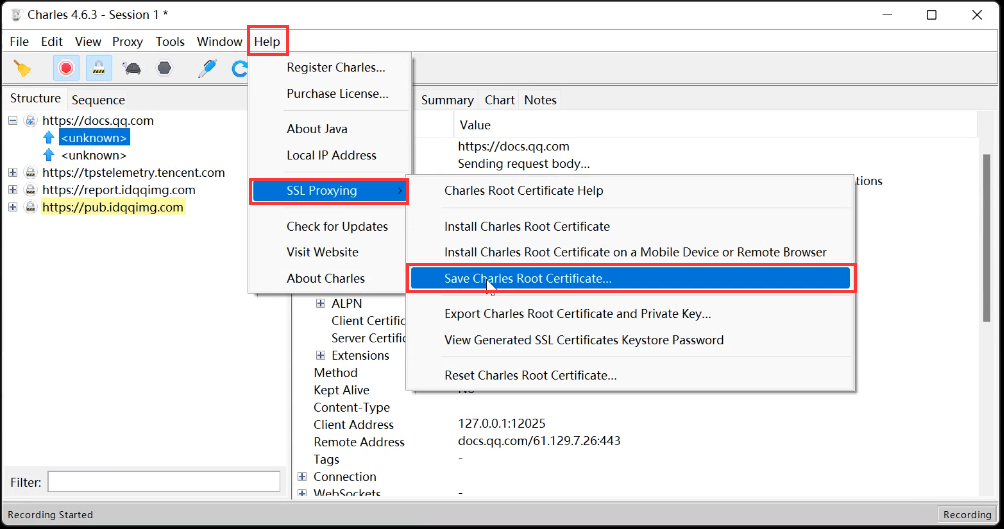 Charles 4.6.3 - Session 1 *
File Edit View Proxy Tools Window Help
Structure Sequence
https://docs.qq.com
<unknown>
<unknown>
https://tpstelemetry.tencent.com
https://report.idqqimg.com
https://pub.idqqimg.com
Filter:
Register Charles...
Purchase License...
About Java
Local IP Address
SSL Proxying
Check for Updates
Visit Website
About Charles
Charles Root Certificate Help
Install Charles Root Certificate
Install Charles Root Certificate on a Mobile Device or Remote Browser
Save Charles Root Certificate...
Export Charles Root Certificate and Private Key...
View Generated SSL Certificates Keystore Password
Reset Charles Root Certificate...
Summary Chart Notes
Value
https://docs.qq.com
Sending request body...
ALPN
Client
Server
Extensions
Method
Kept Alive
Content-Type
Client Address 127.0.0.1:12025
Remote Address docs.qq.com/61.129.7.26:443
Tags -
Connection
WebSockets -
Recording Started
Recording